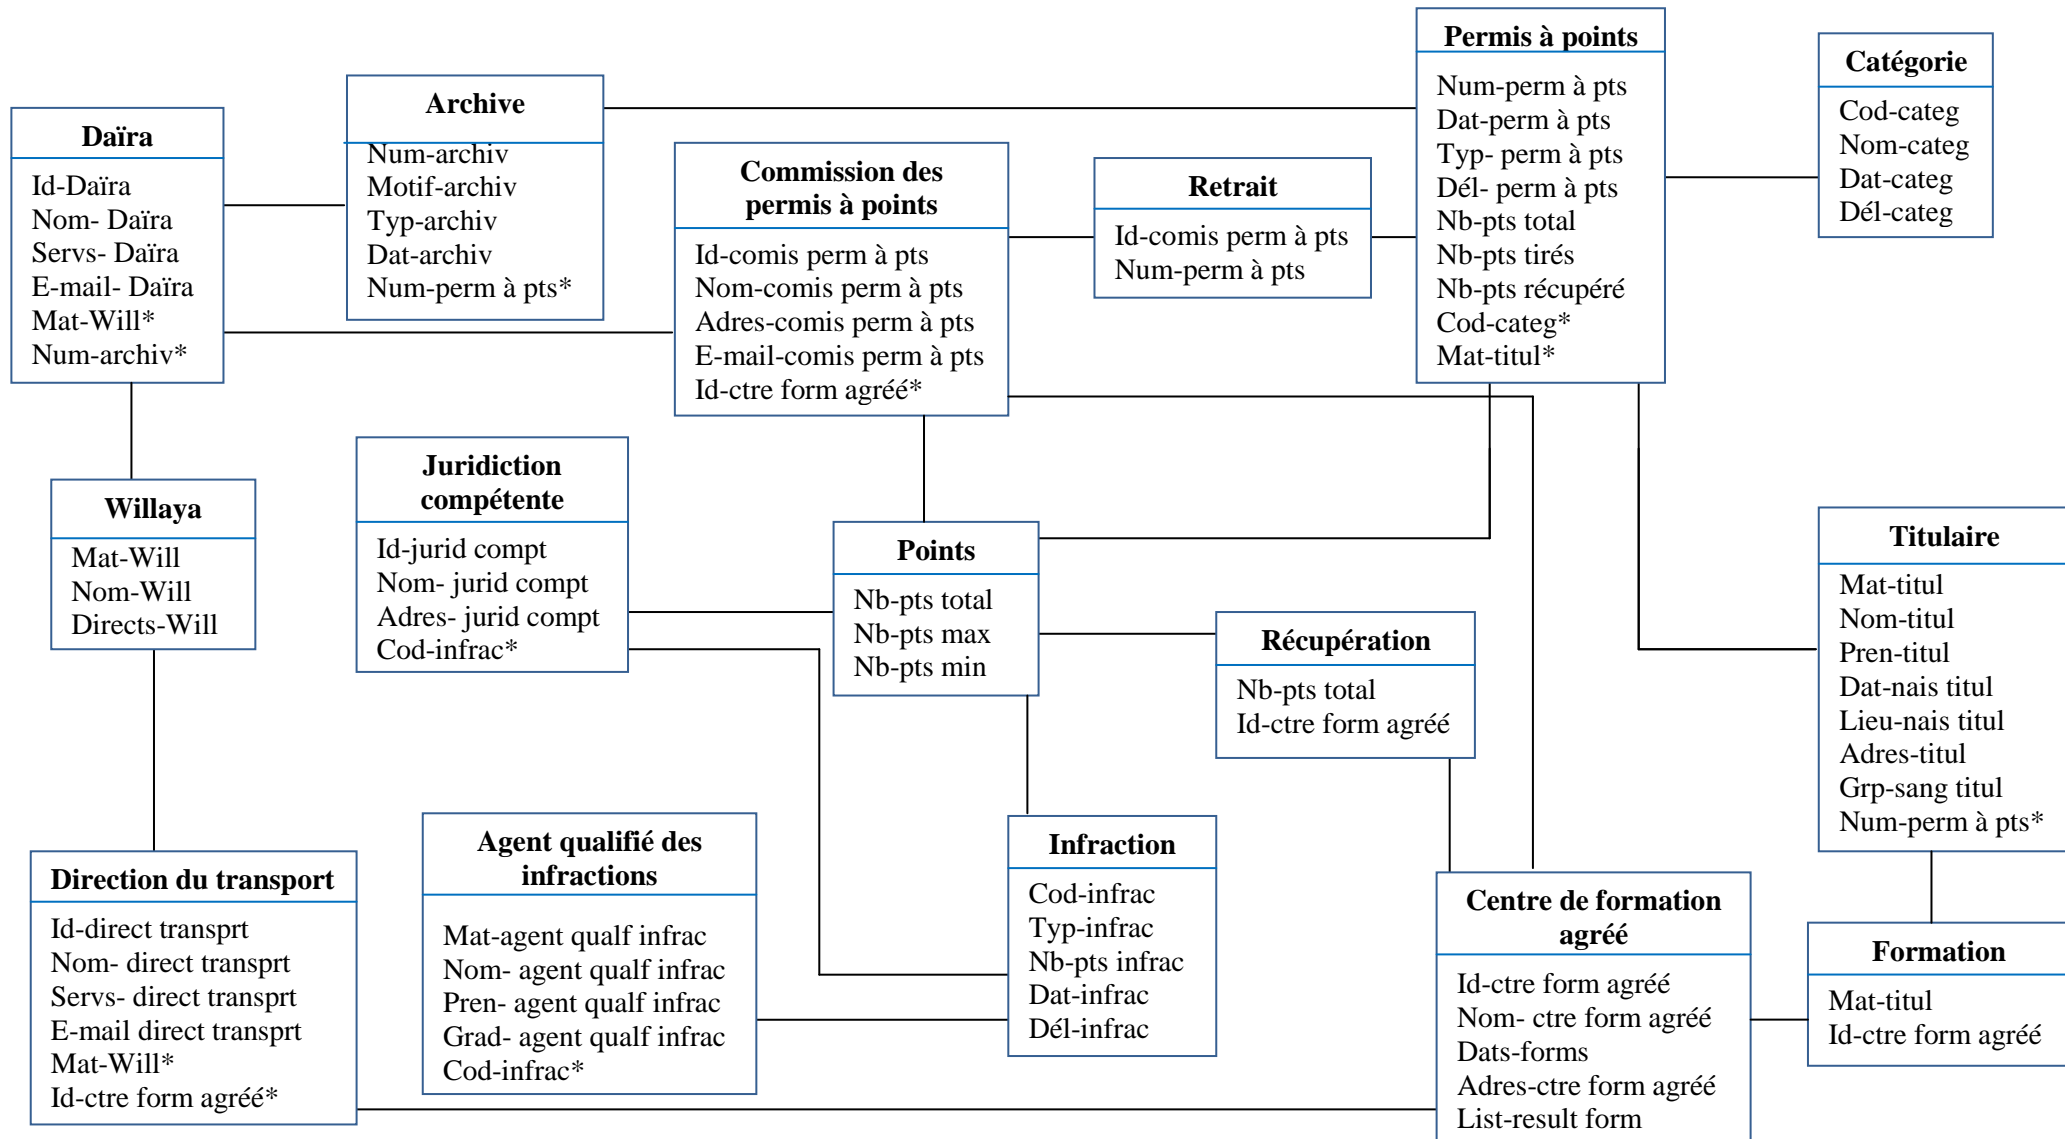 Daïra
Id-Daïra
Nom- Daïra
Servs- Daïra
E-mail- Daïra
Mat-Will*
Num-archiv*
Archive
Num-archiv
Motif-archiv
Typ-archiv
Dat-archiv
Num-perm à pts*
Commission des
permis à points
Id-comis perm à pts
Nom-comis perm à pts
Adres-comis perm à pts
E-mail-comis perm à pts
Id-ctre form agréé*
Retrait
Id-comis perm à pts
Num-perm à pts
Permis à points
Num-perm à pts
Dat-perm à pts
Typ- perm à pts
Dél- perm à pts
Nb-pts total
Nb-pts tirés
Nb-pts récupéré
Cod-categ*
Mat-titul*
Catégorie
Cod-categ
Nom-categ
Dat-categ
Dél-categ
Willaya
Mat-Will
Nom-Will
Directs-Will
Juridiction
compétente
Id-jurid compt
Nom- jurid compt
Adres- jurid compt
Cod-infrac*
Points
Nb-pts total
Nb-pts max
Nb-pts min
Récupération
Nb-pts total
Id-ctre form agréé
Titulaire
Mat-titul
Nom-titul
Pren-titul
Dat-nais titul
Lieu-nais titul
Adres-titul
Grp-sang titul
Num-perm à pts*
Direction du transport
Id-direct transprt
Nom- direct transprt
Servs- direct transprt
E-mail direct transprt
Mat-Will*
Id-ctre form agréé*
Agent qualifié des
infractions
Mat-agent qualf infrac
Nom- agent qualf infrac
Pren- agent qualf infrac
Grad- agent qualf infrac
Cod-infrac*
Infraction
Cod-infrac
Typ-infrac
Nb-pts infrac
Dat-infrac
Dél-infrac
Centre de formation
agréé
Id-ctre form agréé
Nom- ctre form agréé
Dats-forms
Adres-ctre form agréé
List-result form
Formation
Mat-titul
Id-ctre form agréé